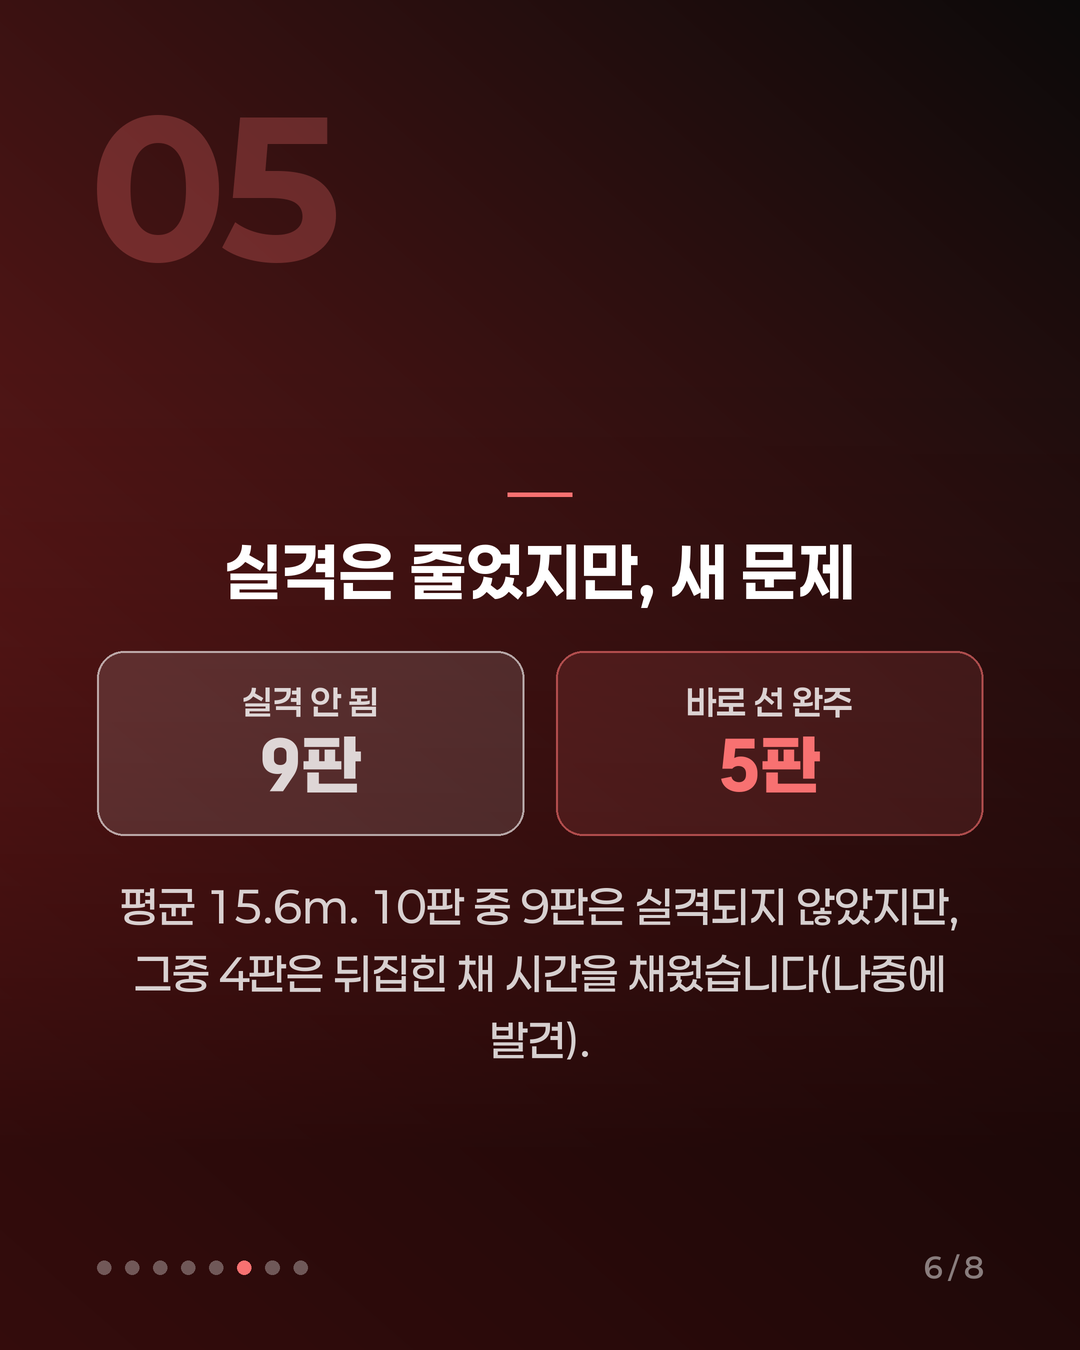 05
실격은 줄었지만, 새 문제
실격 안 됨
9판
바로 선 완주
5판
평균 15.6m. 10판 중 9판은 실격되지 않았지만,
그중 4판은 뒤집힌 채 시간을 채웠습니다(나중에
발견).
6/8